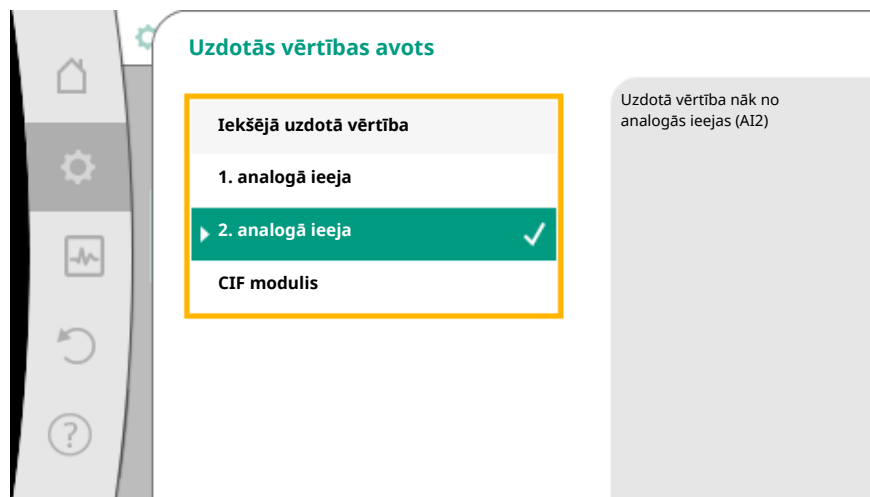 Uzdotās vērtības avots
Iekšējā uzdotā vērtība
1. analogā ieeja
2. analogā ieeja
CIF modulis
Uzdotā vērtība nāk no
analogās ieejas (AI2)